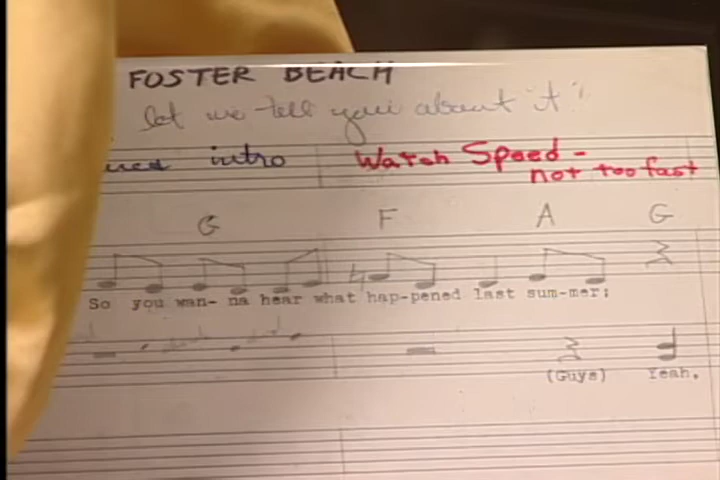 FOSTER BEACH
let me tell you about it!
intro Watch Speed -
not too fast
G F A G
So you wan- na hear what hap-pened last sum-mer;
(Guys) Yeah.